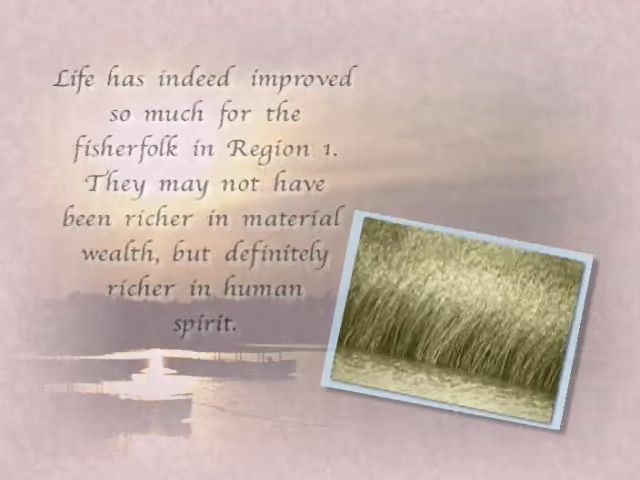 Life has indeed improved
so much for the
fisherfolk in Region 1.
They may not have
been richer in material
wealth, but definitely
richer in human
spirit.